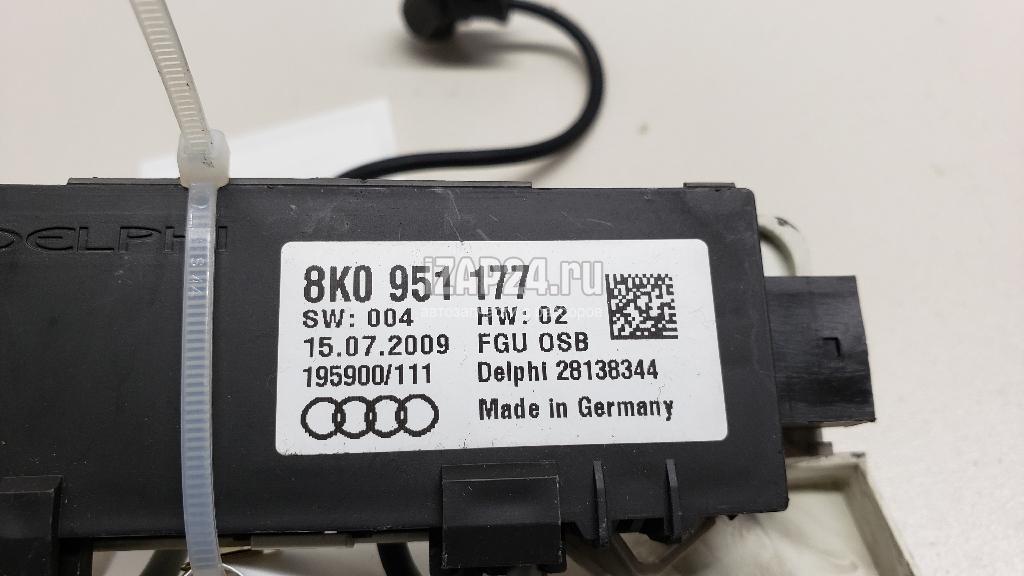 DELPHI
8K0 951 177
iZAP24.ru
SW: 004 HW: 02
15.07.2009 FGU OSB
195900/111 Delphi 28138344
Made in Germany